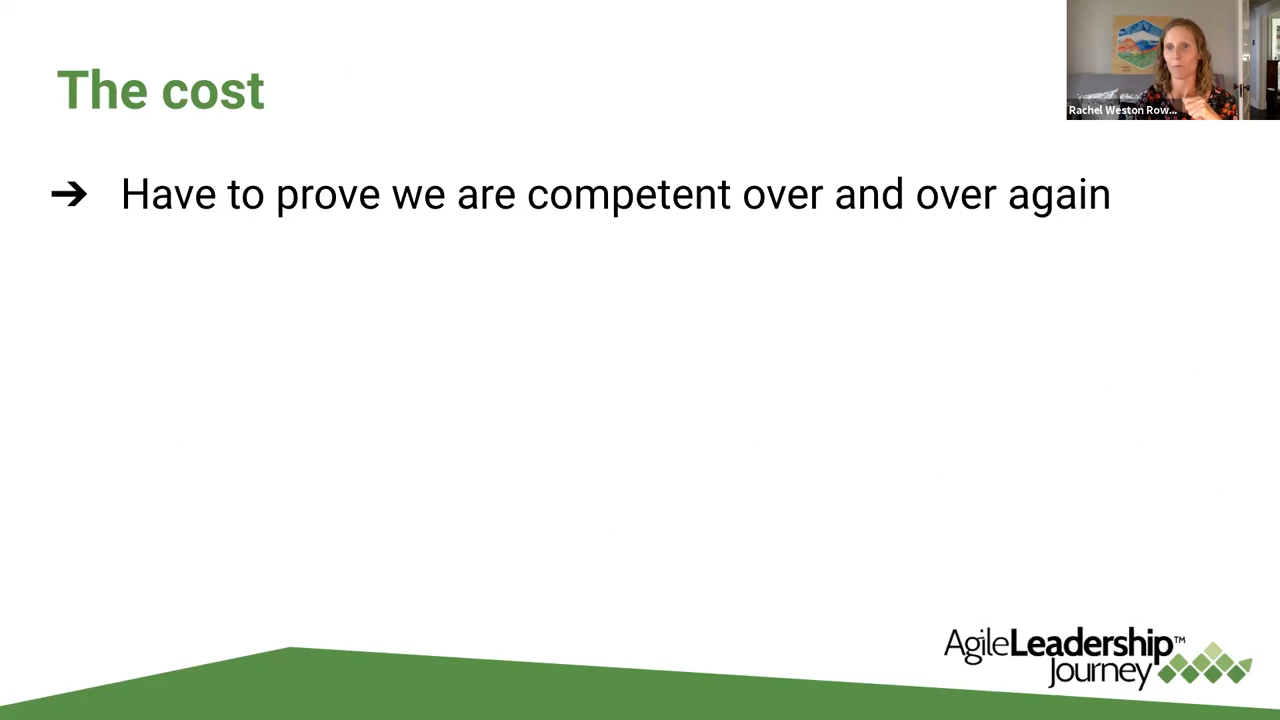 The cost
Rachel Weston Row...
➔ Have to prove we are competent over and over again
AgileLeadership™
Journey